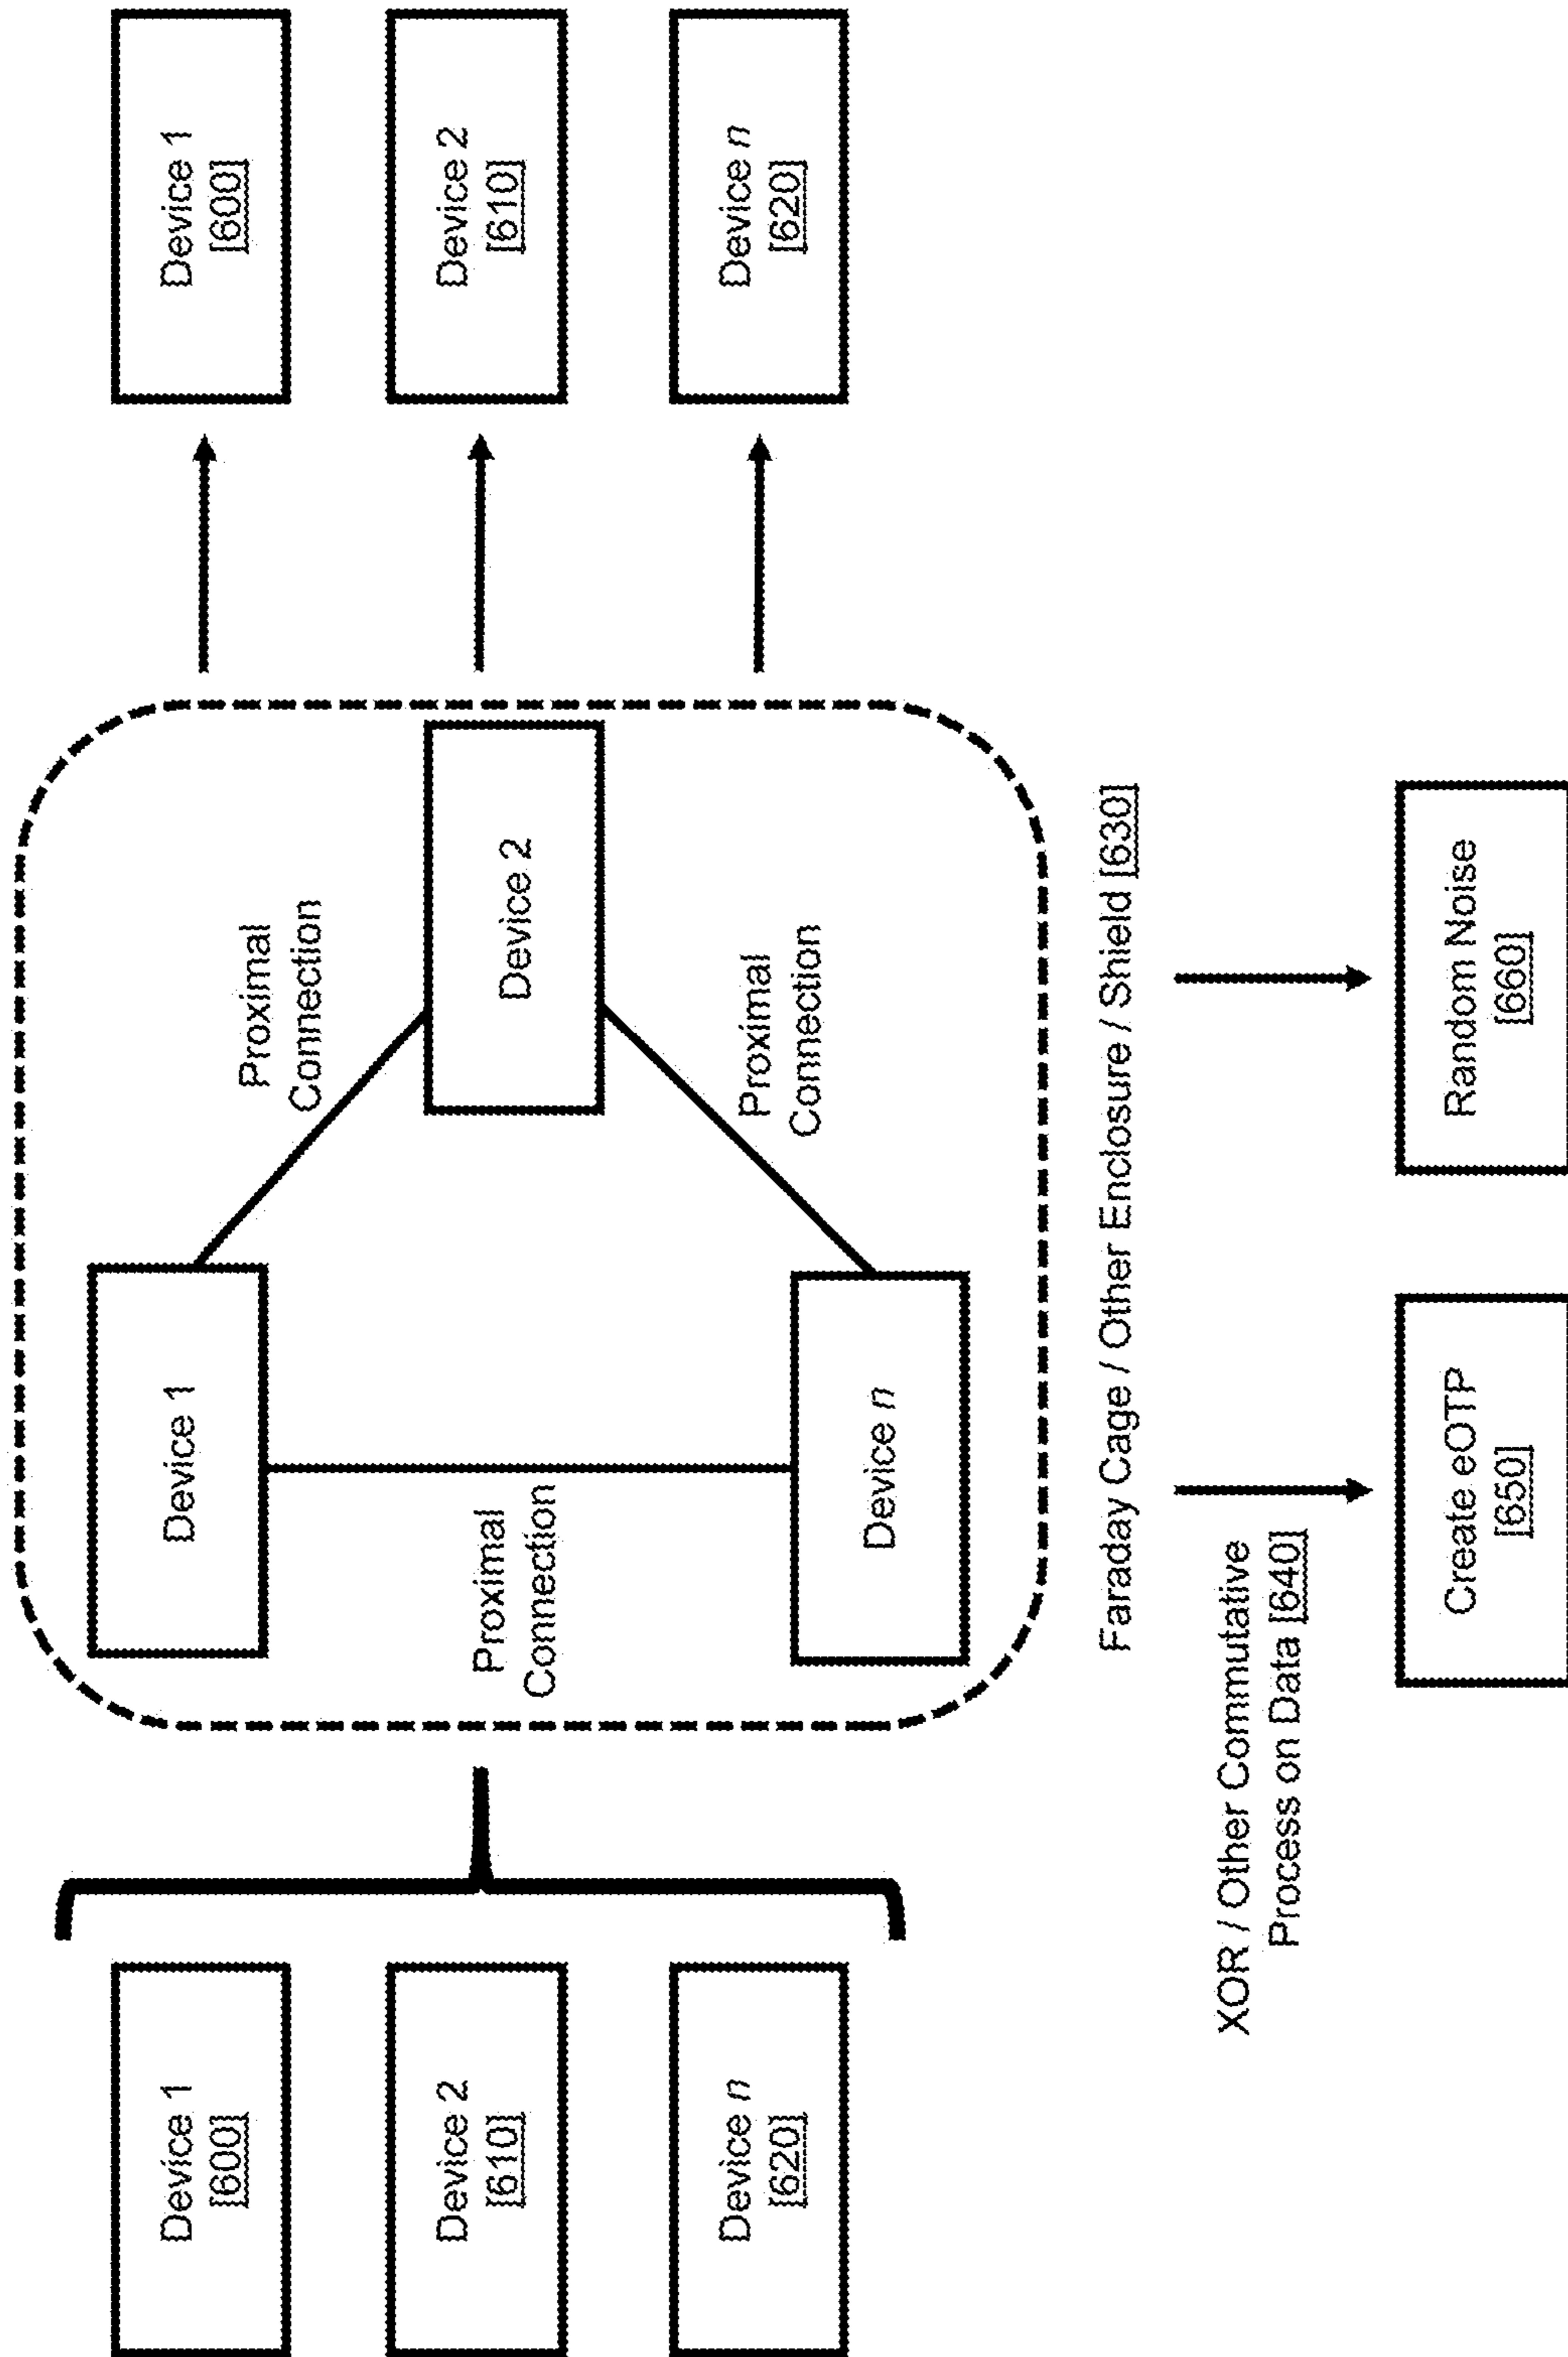 Device 1
[600]
Device 2
[610]
Device n
[620]
Device 1
Proximal
Connection
Device 2
Proximal
Connection
Proximal
Connection
Device n
Device 1
[600]
Device 2
[610]
Device n
[620]
Faraday Cage / Other Enclosure / Shield [630]
XOR / Other Commutative
Process on Data [640]
Create eOTP
[650]
Random Noise
[660]